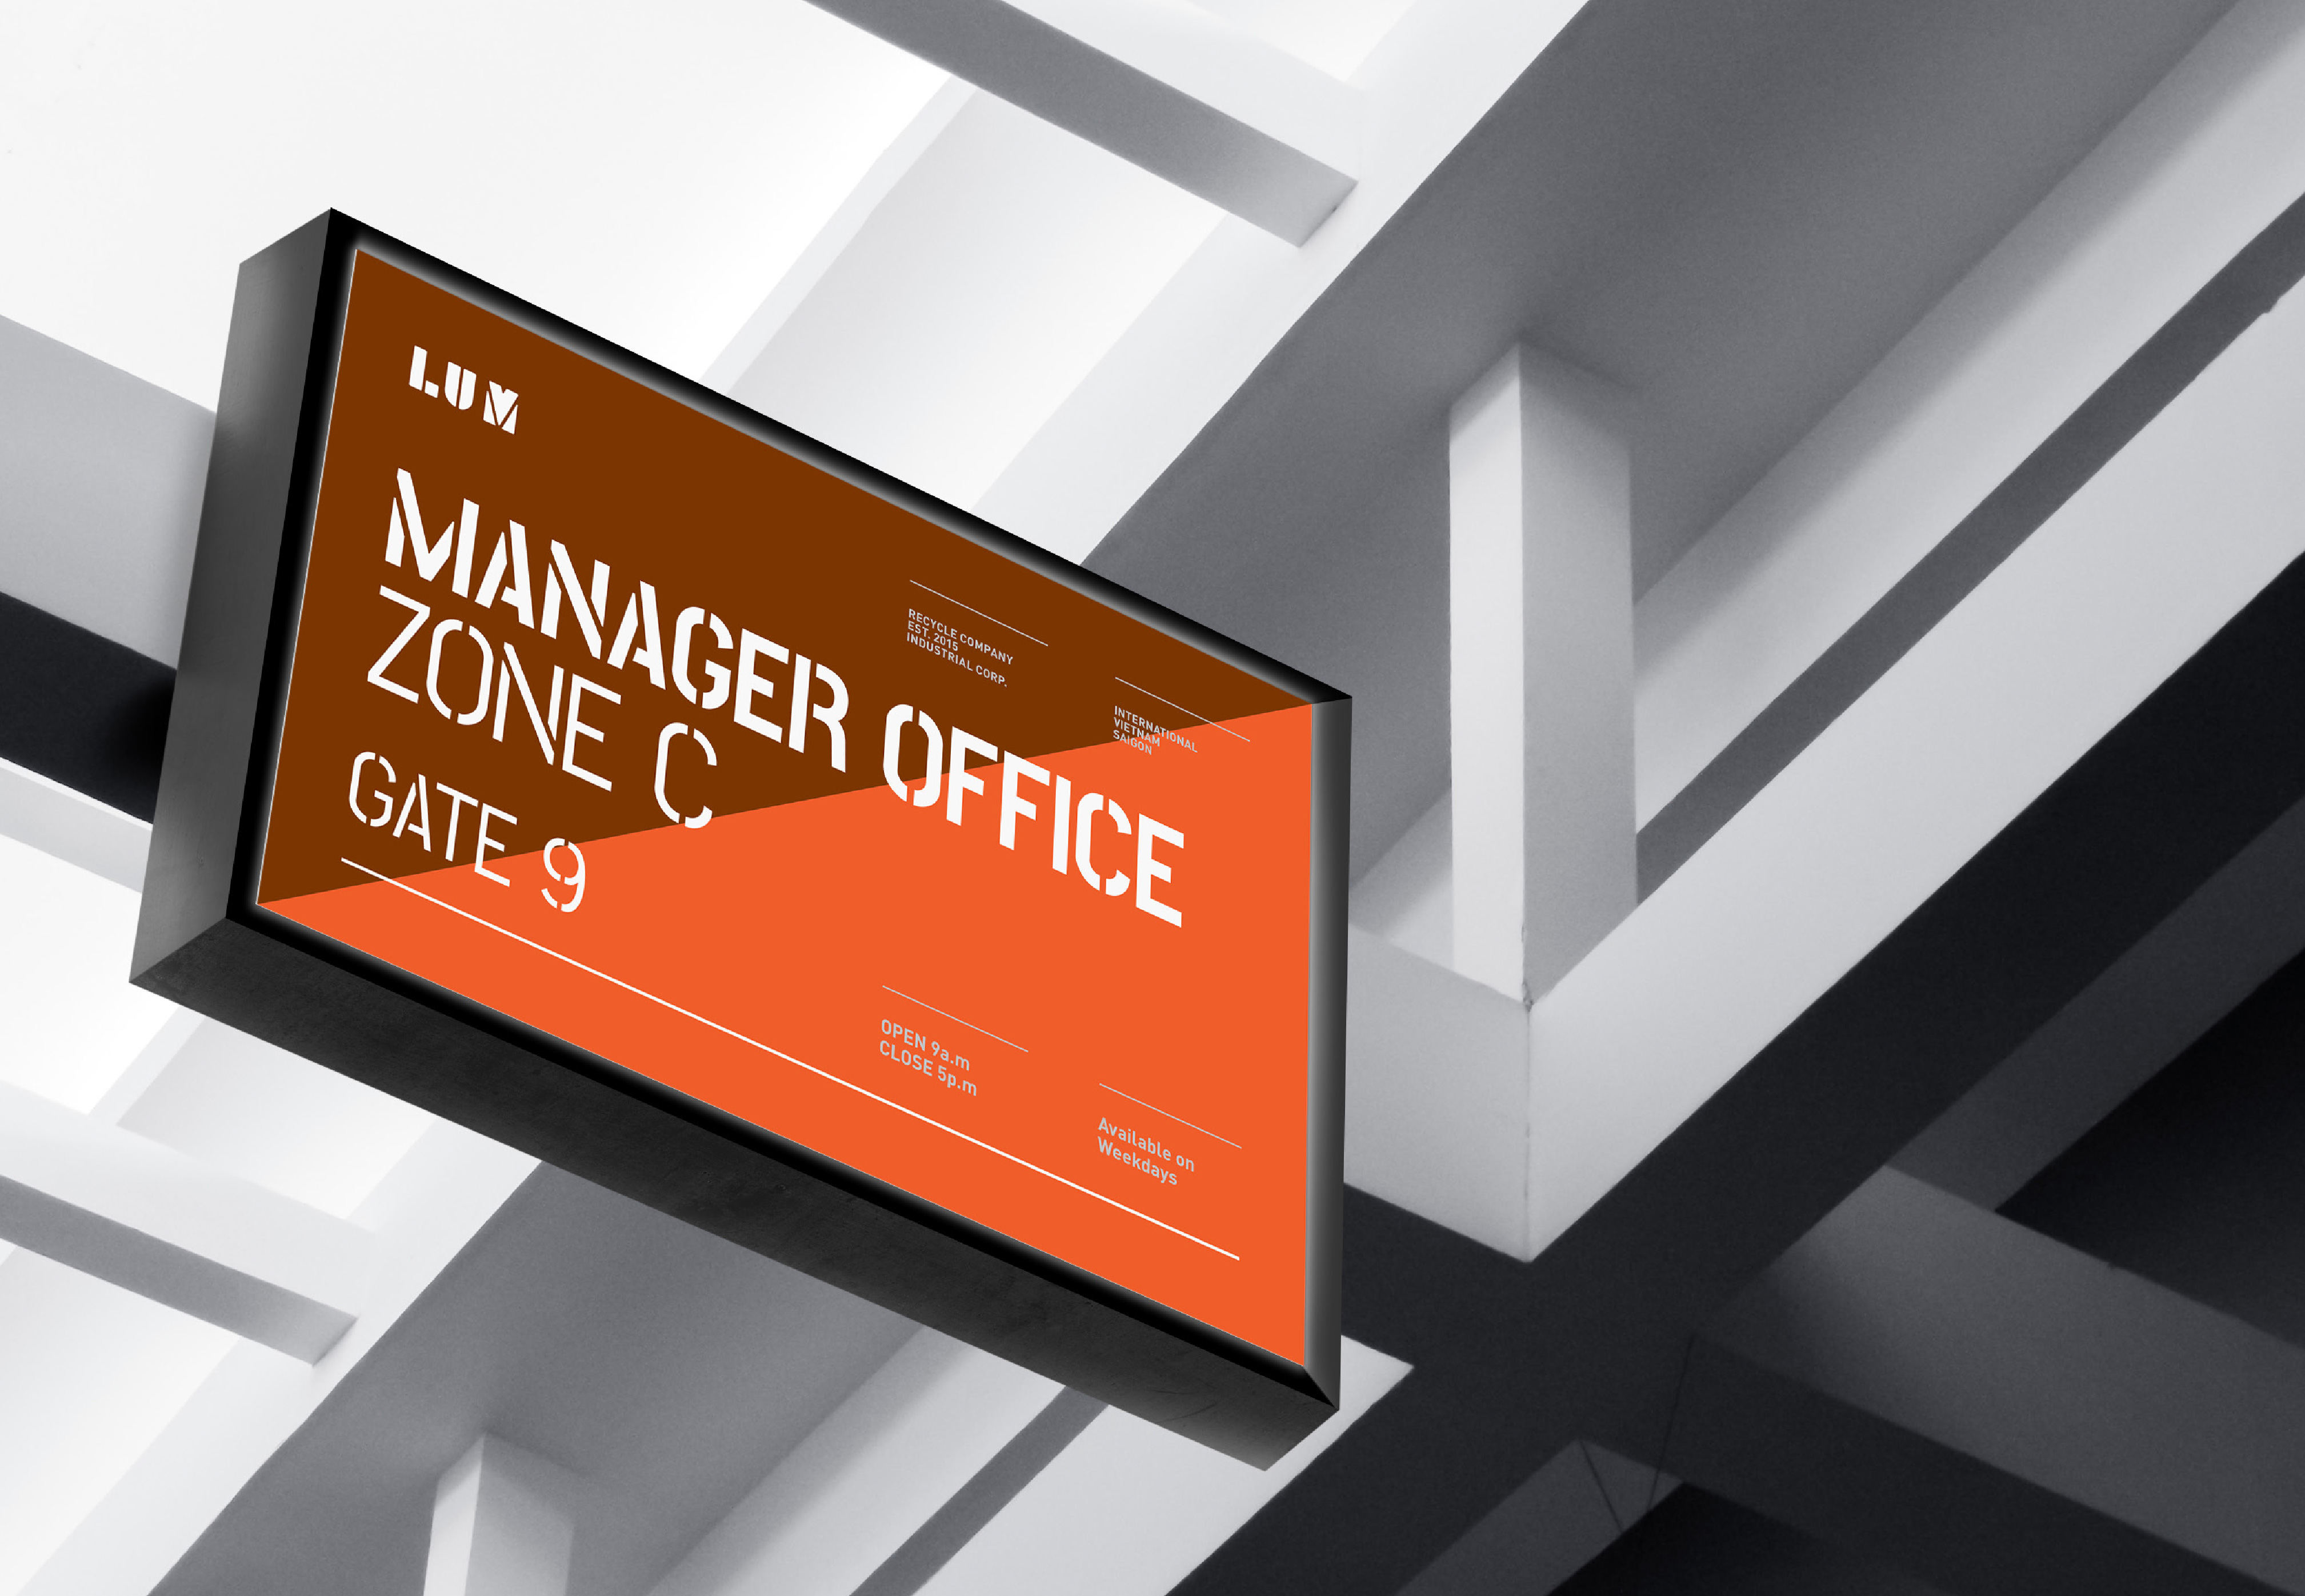 LUM
MANAGER OFFICE
ZONE C
GATE 9
RECYCLE COMPANY
EST. 2015
INDUSTRIAL CORP.
INTERNATIONAL
VIETNAM
SAIGON
OPEN 9a.m
CLOSE 5p.m
Available on
Weekdays